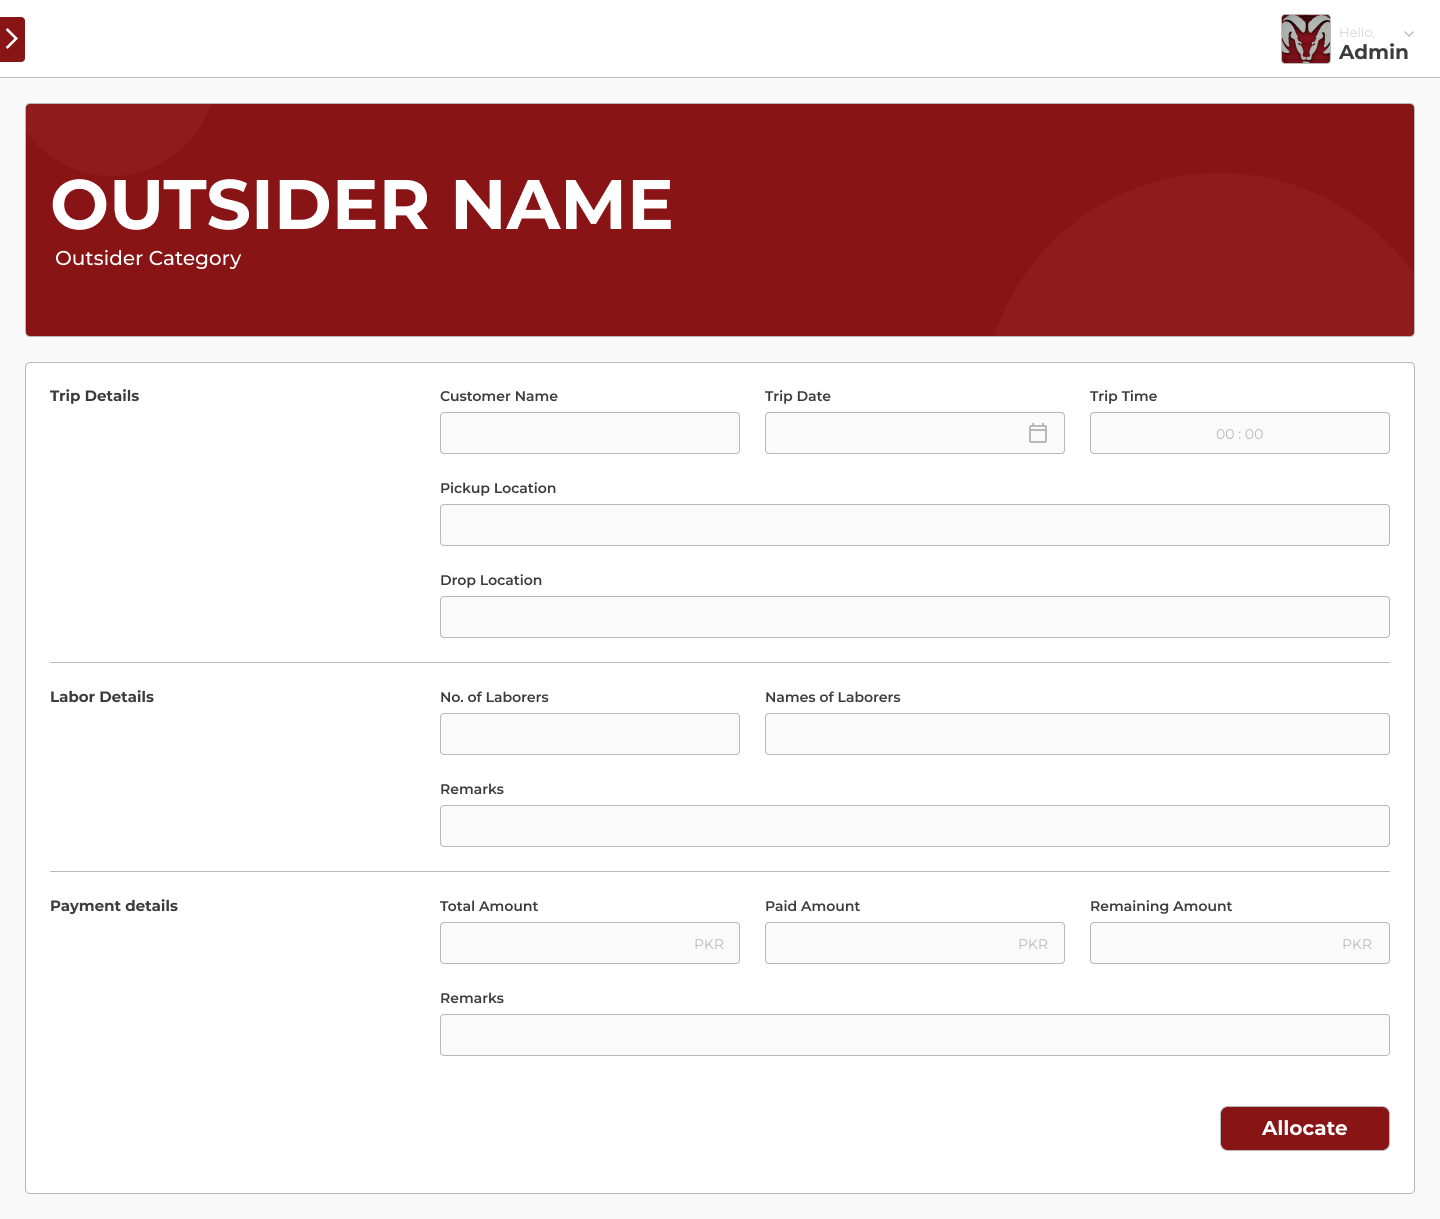 Hello,
Admin
OUTSIDER NAME
Outsider Category
Trip Details
Customer Name
Trip Date
Trip Time
00 : 00
Pickup Location
Drop Location
Labor Details
No. of Laborers
Names of Laborers
Remarks
Payment details
Total Amount
Paid Amount
Remaining Amount
PKR
PKR
PKR
Remarks
Allocate